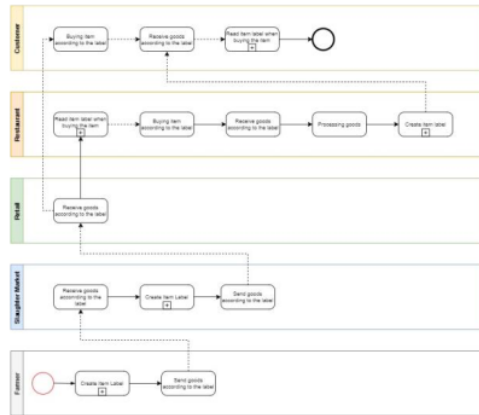 Customer
Buying item
according to the label
Receive goods
according to the label
Read item label when
buying the item
Restaurant
Read item label when
buying the item
Buying item
according to the label
Receive goods
according to the label
Processing goods
Create item label
Retail
Receive goods
according to the label
Slaughter Market
Receive goods
according to the
label
Create Item Label
Send goods
according to the label
Farmer
Create Item Label
Send goods
according to the label